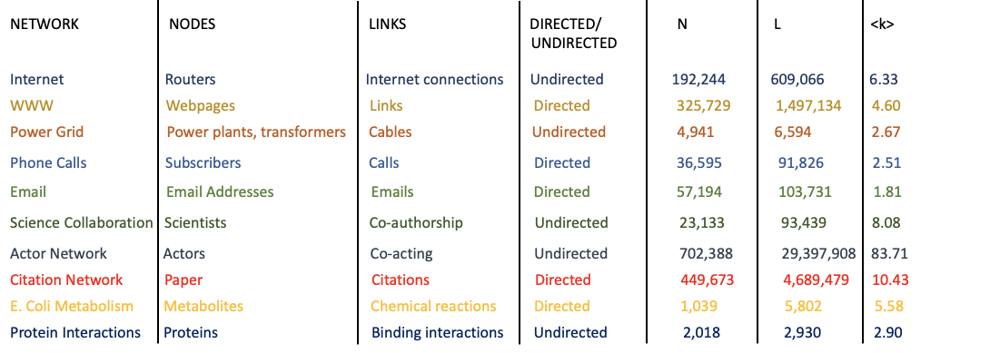 NETWORK NODES LINKS DIRECTED/ N L <k>
UNDIRECTED
Internet Routers Internet connections Undirected 192,244 609,066 6.33
WWW Webpages Links Directed 325,729 1,497,134 4.60
Power Grid Power plants, transformers Cables Undirected 4,941 6,594 2.67
Phone Calls Subscribers Calls Directed 36,595 91,826 2.51
Email Email Addresses Emails Directed 57,194 103,731 1.81
Science Collaboration Scientists Co-authorship Undirected 23,133 93,439 8.08
Actor Network Actors Co-acting Undirected 702,388 29,397,908 83.71
Citation Network Paper Citations Directed 449,673 4,689,479 10.43
E. Coli Metabolism Metabolites Chemical reactions Directed 1,039 5,802 5.58
Protein Interactions Proteins Binding interactions Undirected 2,018 2,930 2.90